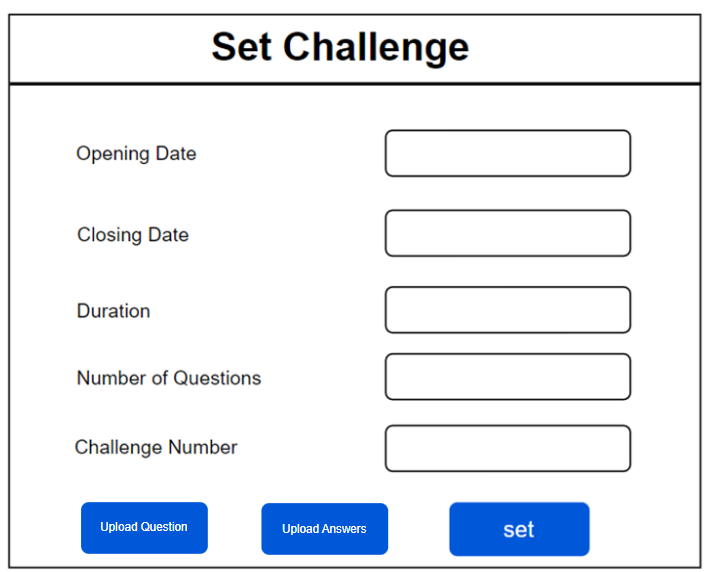 Set Challenge
Opening Date
Closing Date
Duration
Number of Questions
Challenge Number
Upload Question
Upload Answers
set